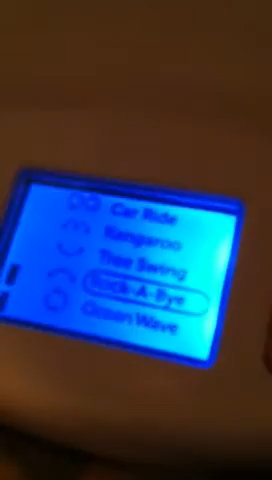 Car Ride
Kangaroo
Tree Swing
Rock-A-Bye
Ocean Wave